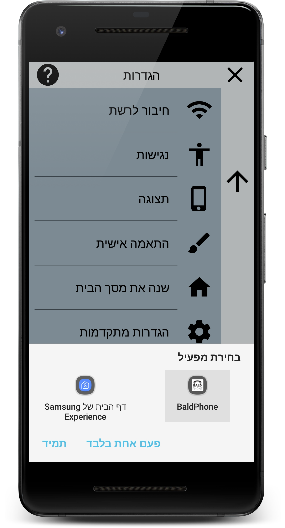 הגדרות
חיבור לרשת
נגישות
תצוגה
התאמה אישית
שנה את מסך הבית
הגדרות מתקדמות
בחירת מפעיל
BaldPhone
דף הבית של Samsung
Experience
פעם אחת בלבד
תמיד